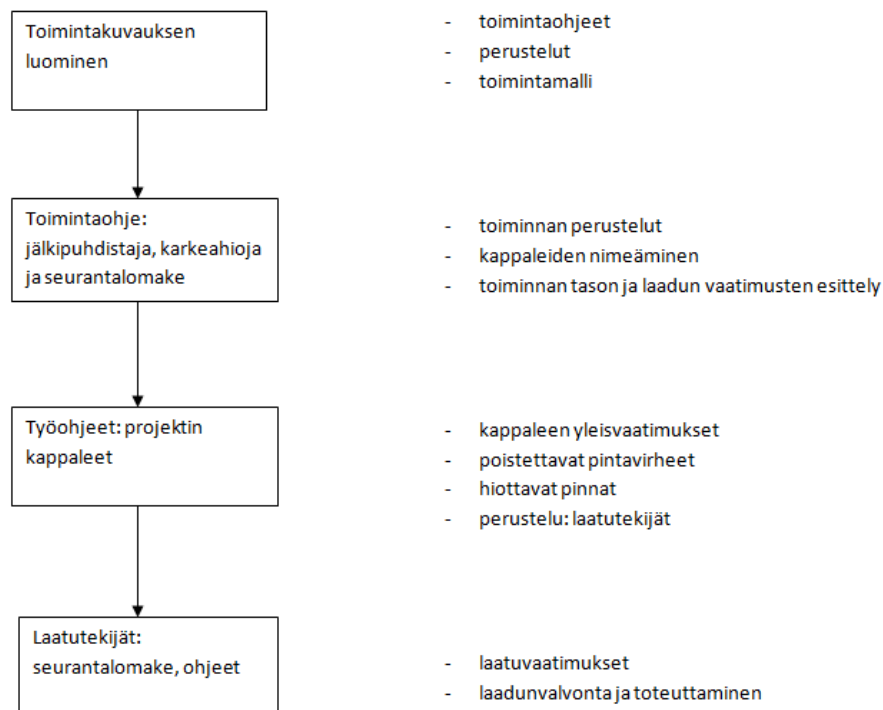 Toimintakuvauksen
luominen
- toimintaohjeet
- perustelut
- toimintamalli
Toimintaohje:
jälkipuhdistaja, karkeahioja
ja seurantalomake
- toiminnan perustelut
- kappaleiden nimeäminen
- toiminnan tason ja laadun vaatimusten esittely
Työohjeet: projektin
kappaleet
- kappaleen yleisvaatimukset
- poistettavat pintavirheet
- hiottavat pinnat
- perustelu: laatutekijät
Laatutekijät:
seurantalomake, ohjeet
- laatuvaatimukset
- laadunvalvonta ja toteuttaminen